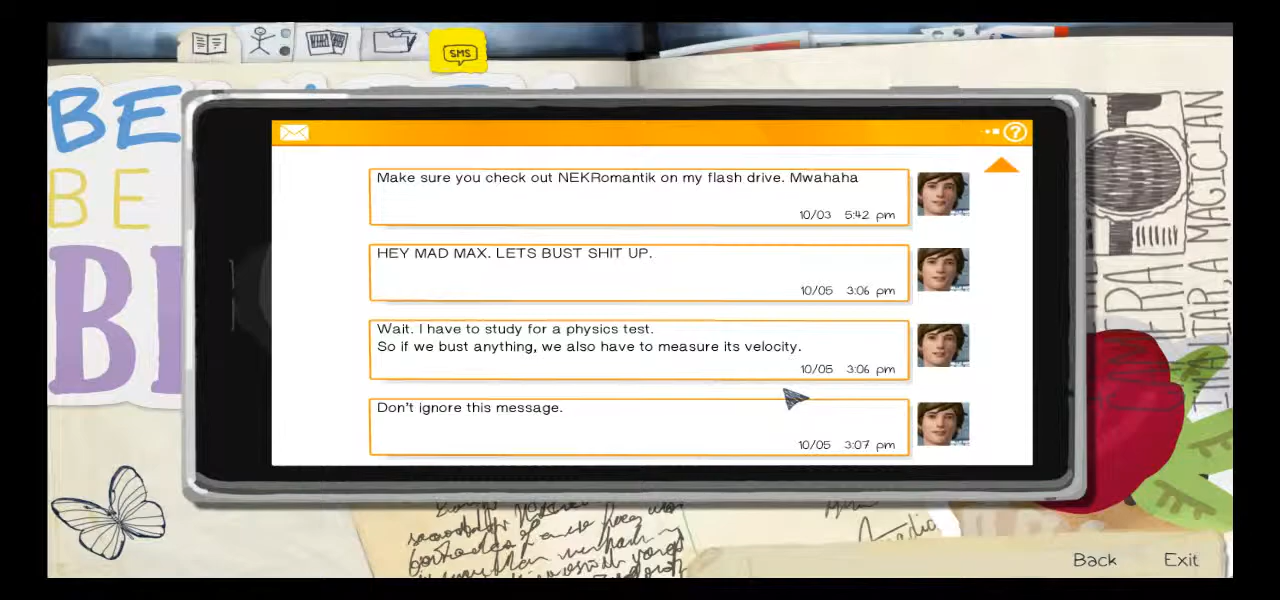 SMS
BE
BE
Make sure you check out NEKRomantik on my flash drive. Mwahaha
10/03 5:42 pm
HEY MAD MAX. LETS BUST SHIT UP.
10/05 3:06 pm
Wait. I have to study for a physics test.
So if we bust anything, we also have to measure its velocity.
10/05 3:06 pm
Don't ignore this message.
10/05 3:07 pm
?
LIAR, A MAGICIAN
Back
Exit